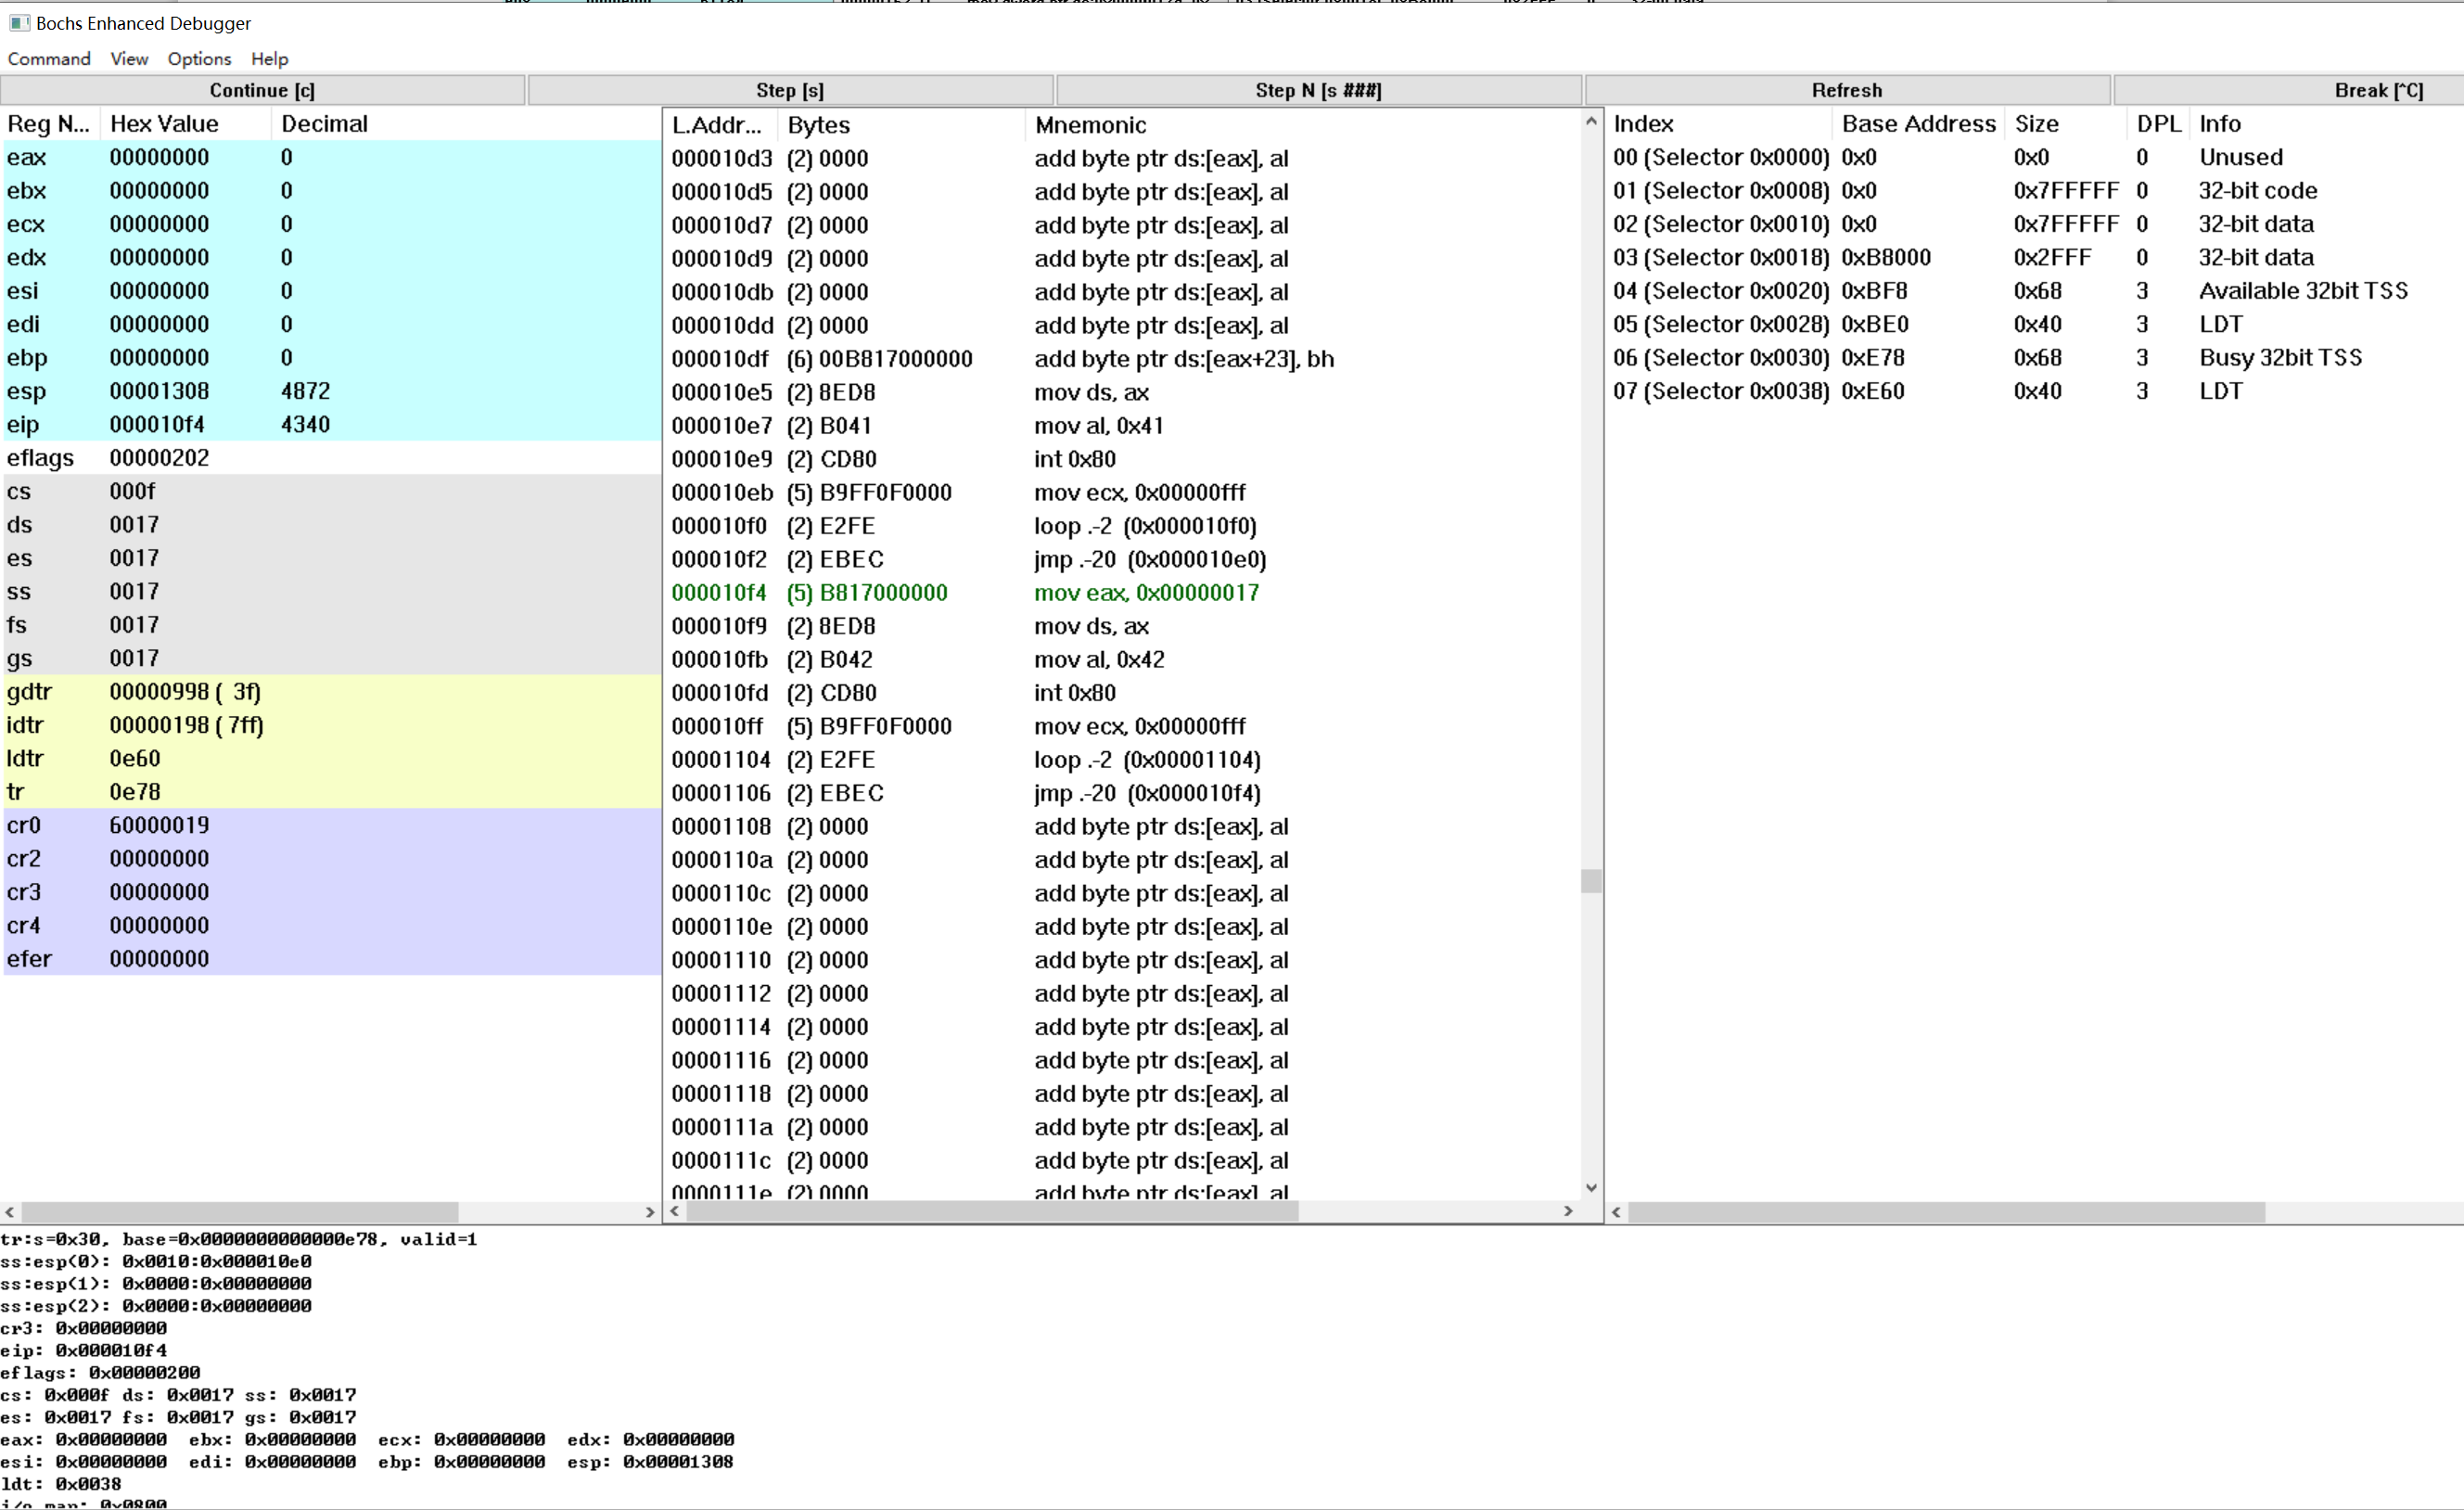 Bochs Enhanced Debugger
Command View Options Help
Continue [c] Step [s] Step N [s ###] Refresh Break [^C]
Reg N... Hex Value Decimal
eax 00000000 0
ebx 00000000 0
ecx 00000000 0
edx 00000000 0
esi 00000000 0
edi 00000000 0
ebp 00000000 0
esp 00001308 4872
eip 000010f4 4340
eflags 00000202
cs 000f
ds 0017
es 0017
ss 0017
fs 0017
gs 0017
gdtr 00000998 ( 3f)
idtr 00000198 ( 7ff)
ldtr 0e60
tr 0e78
cr0 60000019
cr2 00000000
cr3 00000000
cr4 00000000
efer 00000000
L.Addr... Bytes Mnemonic
000010d3 (2) 0000 add byte ptr ds:[eax], al
000010d5 (2) 0000 add byte ptr ds:[eax], al
000010d7 (2) 0000 add byte ptr ds:[eax], al
000010d9 (2) 0000 add byte ptr ds:[eax], al
000010db (2) 0000 add byte ptr ds:[eax], al
000010dd (2) 0000 add byte ptr ds:[eax], al
000010df (6) 00B817000000 add byte ptr ds:[eax+23], bh
000010e5 (2) 8ED8 mov ds, ax
000010e7 (2) B041 mov al, 0x41
000010e9 (2) CD80 int 0x80
000010eb (5) B9FF0F0000 mov ecx, 0x00000fff
000010f0 (2) E2FE loop .-2 (0x000010f0)
000010f2 (2) EBEC jmp .-20 (0x000010e0)
000010f4 (5) B817000000 mov eax, 0x00000017
000010f9 (2) 8ED8 mov ds, ax
000010fb (2) B042 mov al, 0x42
000010fd (2) CD80 int 0x80
000010ff (5) B9FF0F0000 mov ecx, 0x00000fff
00001104 (2) E2FE loop .-2 (0x00001104)
00001106 (2) EBEC jmp .-20 (0x000010f4)
00001108 (2) 0000 add byte ptr ds:[eax], al
0000110a (2) 0000 add byte ptr ds:[eax], al
0000110c (2) 0000 add byte ptr ds:[eax], al
0000110e (2) 0000 add byte ptr ds:[eax], al
00001110 (2) 0000 add byte ptr ds:[eax], al
00001112 (2) 0000 add byte ptr ds:[eax], al
00001114 (2) 0000 add byte ptr ds:[eax], al
00001116 (2) 0000 add byte ptr ds:[eax], al
00001118 (2) 0000 add byte ptr ds:[eax], al
0000111a (2) 0000 add byte ptr ds:[eax], al
0000111c (2) 0000 add byte ptr ds:[eax], al
0000111e (2) 0000 add byte ptr ds:[eax], al
Index Base Address Size DPL Info
00 (Selector 0x0000) 0x0 0x0 0 Unused
01 (Selector 0x0008) 0x0 0x7FFFFF 0 32-bit code
02 (Selector 0x0010) 0x0 0x7FFFFF 0 32-bit data
03 (Selector 0x0018) 0xB8000 0x2FFF 0 32-bit data
04 (Selector 0x0020) 0xBF8 0x68 3 Available 32bit TSS
05 (Selector 0x0028) 0xBE0 0x40 3 LDT
06 (Selector 0x0030) 0xE78 0x68 3 Busy 32bit TSS
07 (Selector 0x0038) 0xE60 0x40 3 LDT
tr:s=0x30, base=0x0000000000000e78, valid=1
ss:esp(0): 0x0010:0x000010e0
ss:esp(1): 0x0000:0x00000000
ss:esp(2): 0x0000:0x00000000
cr3: 0x00000000
eip: 0x000010f4
eflags: 0x00000200
cs: 0x000f ds: 0x0017 ss: 0x0017
es: 0x0017 fs: 0x0017 gs: 0x0017
eax: 0x00000000 ebx: 0x00000000 ecx: 0x00000000 edx: 0x00000000
esi: 0x00000000 edi: 0x00000000 ebp: 0x00000000 esp: 0x00001308
ldt: 0x0038
i/o map: 0x0800